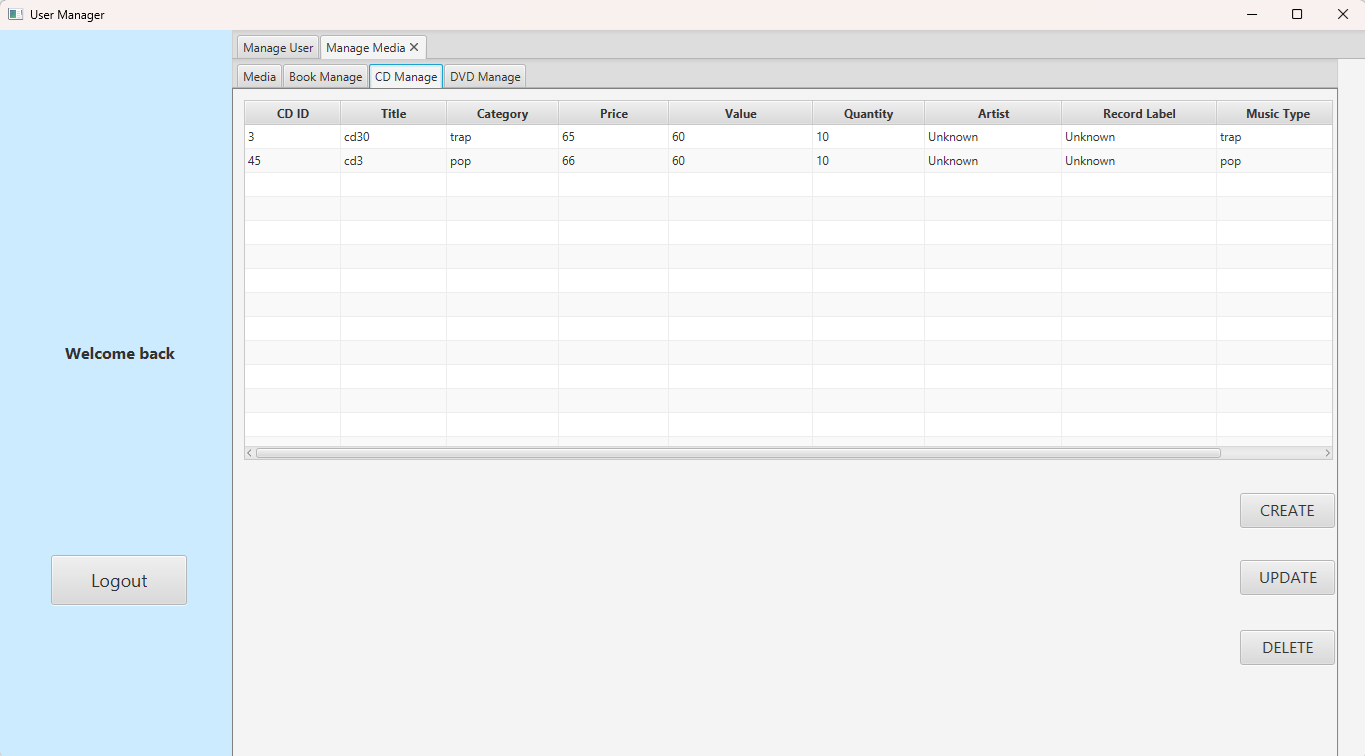 User Manager
Manage User Manage Media
Media Book Manage CD Manage DVD Manage
CD ID Title Category Price Value Quantity Artist Record Label Music Type
3 cd30 trap 65 60 10 Unknown Unknown trap
45 cd3 pop 66 60 10 Unknown Unknown pop
Welcome back
CREATE
Logout
UPDATE
DELETE